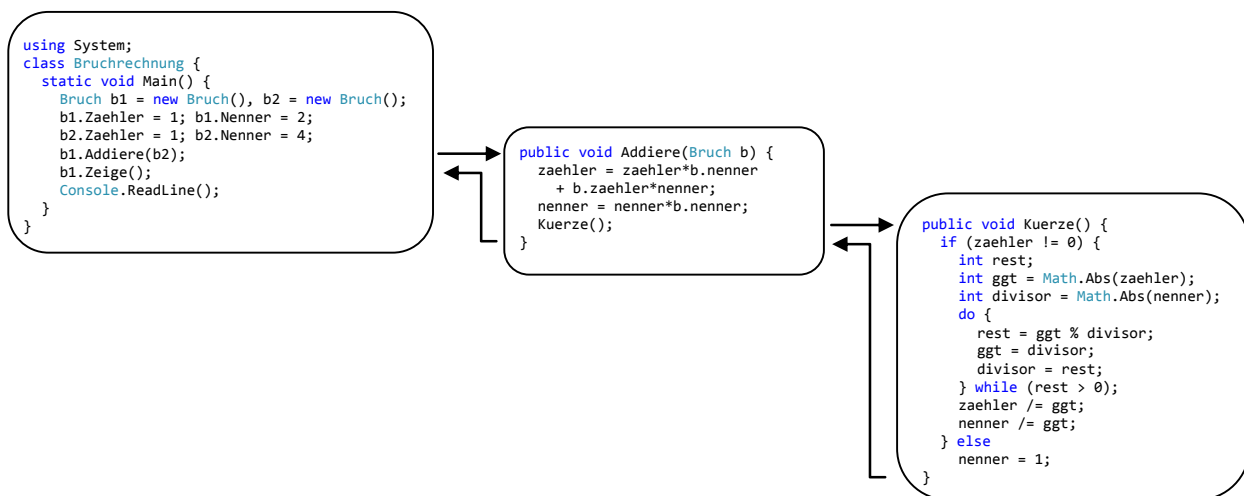 using System;
class Bruchrechnung {
  static void Main() {
    Bruch b1 = new Bruch(), b2 = new Bruch();
    b1.Zaehler = 1; b1.Nenner = 2;
    b2.Zaehler = 1; b2.Nenner = 4;
    b1.Addiere(b2);
    b1.Zeige();
    Console.ReadLine();
  }
}
public void Addiere(Bruch b) {
  zaehler = zaehler*b.nenner
    + b.zaehler*nenner;
  nenner = nenner*b.nenner;
  Kuerze();
}
public void Kuerze() {
  if (zaehler != 0) {
    int rest;
    int ggt = Math.Abs(zaehler);
    int divisor = Math.Abs(nenner);
    do {
      rest = ggt % divisor;
      ggt = divisor;
      divisor = rest;
    } while (rest > 0);
    zaehler /= ggt;
    nenner /= ggt;
  } else
    nenner = 1;
}